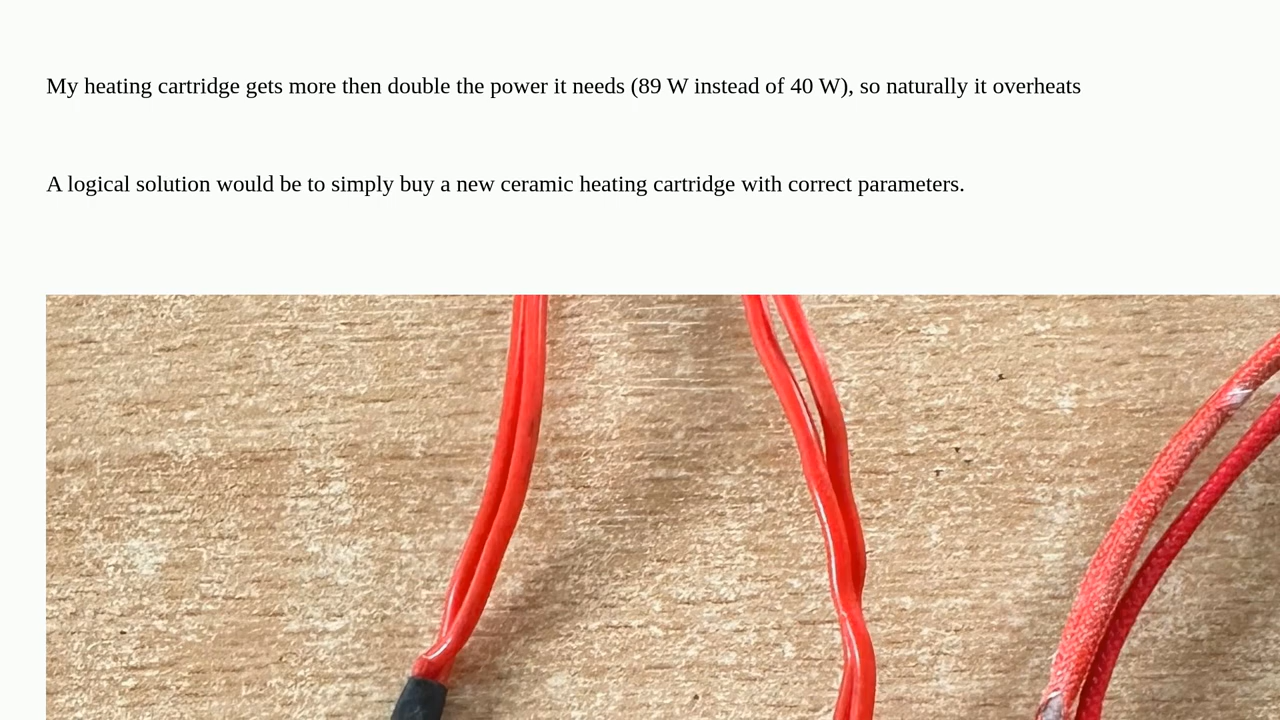 My heating cartridge gets more then double the power it needs (89 W instead of 40 W), so naturally it overheats
A logical solution would be to simply buy a new ceramic heating cartridge with correct parameters.